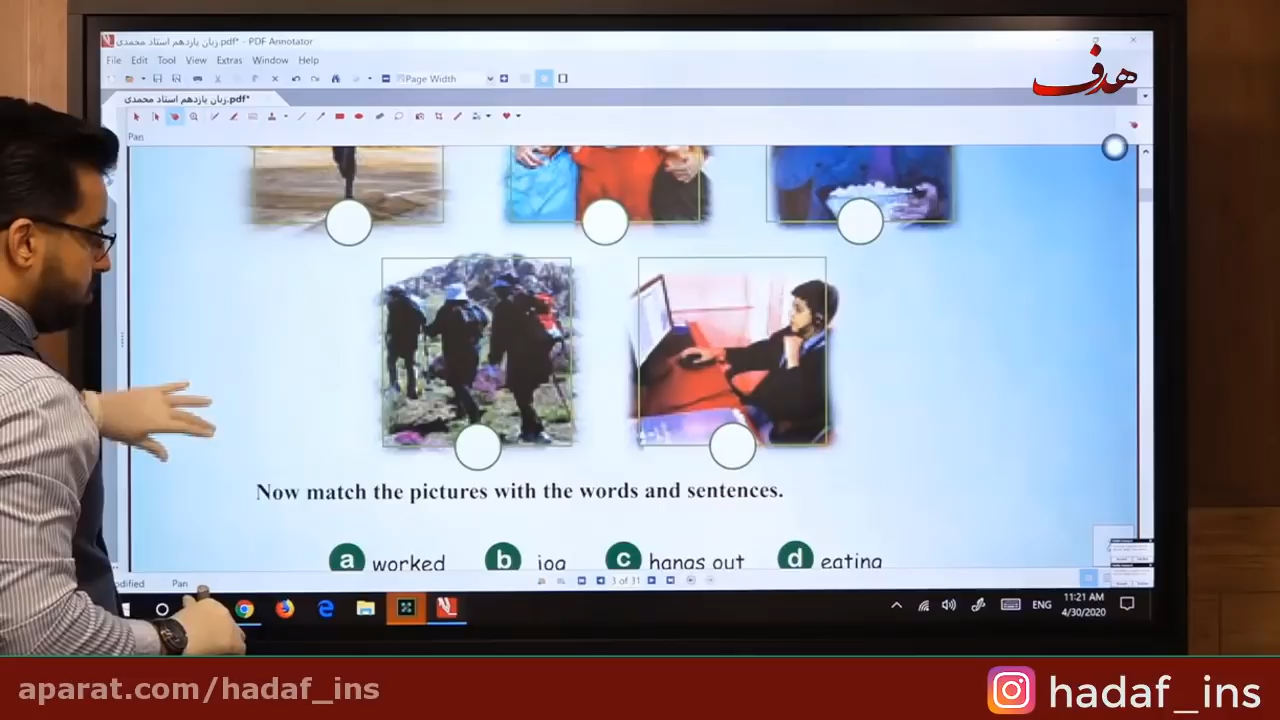 زبان یازدهم استاد محمدی.pdf* - PDF Annotator
File Edit Tool View Extras Window Help
هدف
Page Width
زبان یازدهم استاد محمدی.pdf*
Pan
Now match the pictures with the words and sentences.
a worked b jog c hangs out d eating
odified Pan 3 of 31
ENG 11:21 AM
4/30/2020
aparat.com/hadaf_ins hadaf_ins